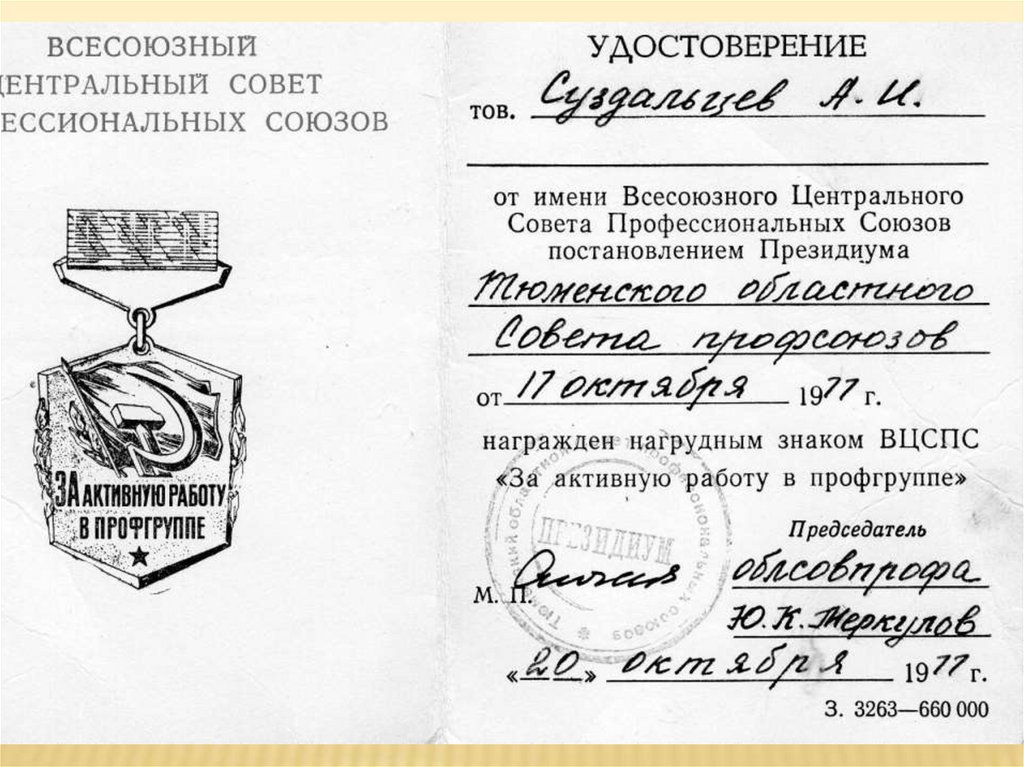 ВСЕСОЮЗНЫЙ
ЦЕНТРАЛЬНЫЙ СОВЕТ
ЕССИОНАЛЬНЫХ СОЮЗОВ
ЗА АКТИВНУЮ РАБОТУ
В ПРОФГРУППЕ
УДОСТОВЕРЕНИЕ
тов. Суздальцев А. И.
от имени Всесоюзного Центрального
Совета Профессиональных Союзов
постановлением Президиума
Тюменского областного
Совета профсоюзов
от 17 октября 1977 г.
награжден нагрудным знаком ВЦСПС
«За активную работу в профгруппе»
ПРЕЗИДИУМ
Председатель
облсовпрофа
М. П.
Ю. К. Меркулов
«20» октября 1977 г.
З. 3263—660 000